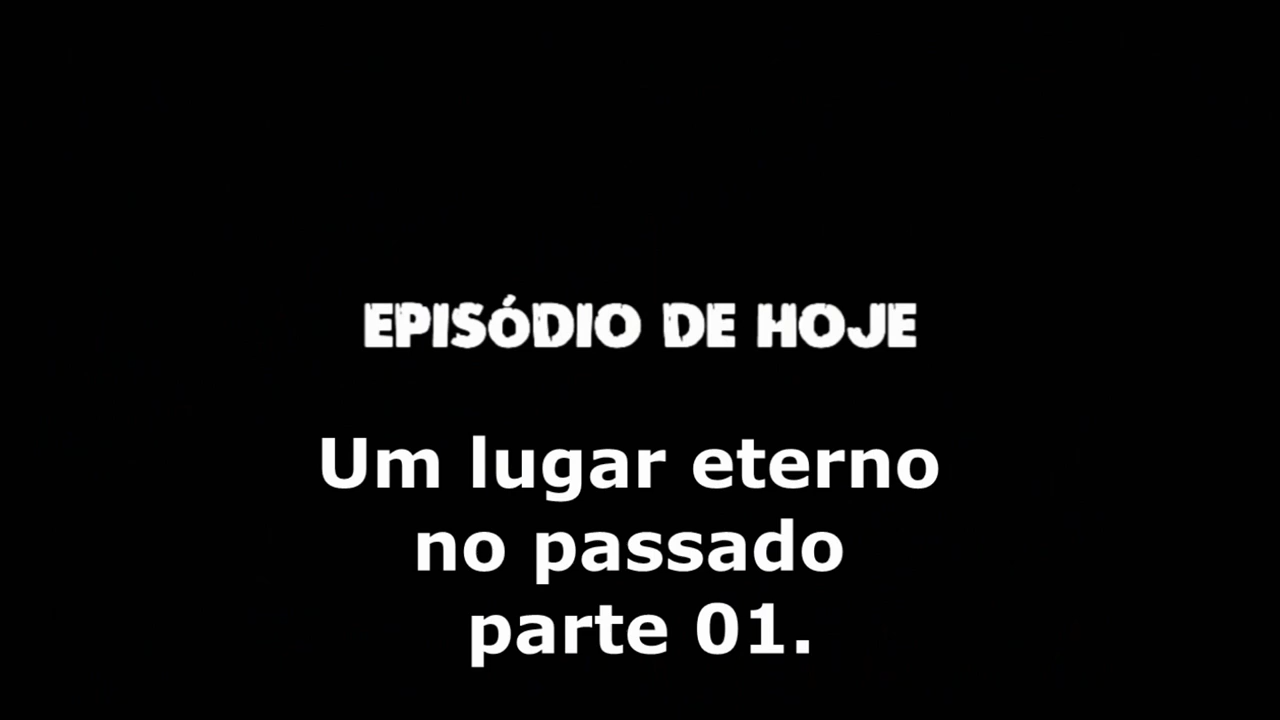 EPISÓDIO DE HOJE
Um lugar eterno
no passado
parte 01.